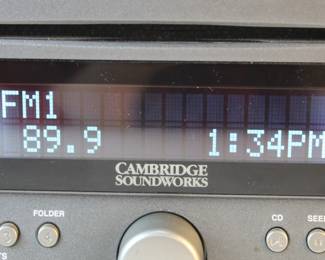 FM1
89.9 1:34PM
CAMBRIDGE
SOUNDWORKS
FOLDER CD